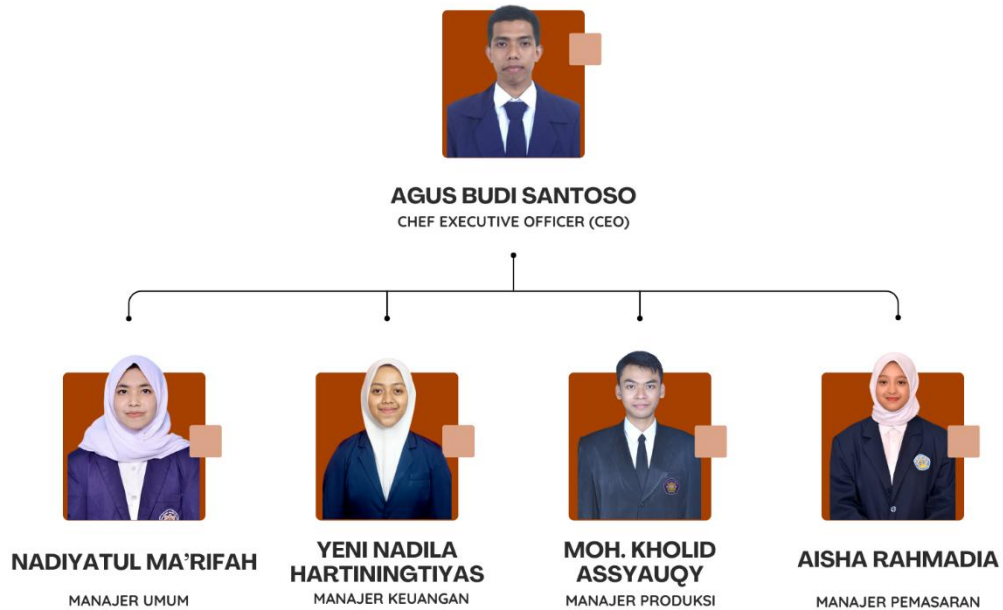 AGUS BUDI SANTOSO
CHEF EXECUTIVE OFFICER (CEO)
NADIYATUL MA’RIFAH
MANAJER UMUM
YENI NADILA
HARTININGTIYAS
MANAJER KEUANGAN
MOH. KHOLID
ASSYAUQY
MANAJER PRODUKSI
AISHA RAHMADIA
MANAJER PEMASARAN